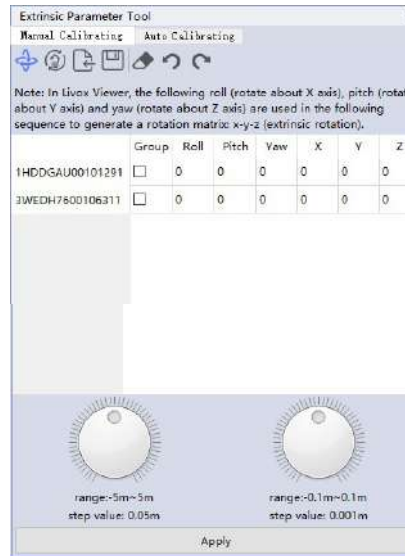 Extrinsic Parameter Tool
Manual Calibrating Auto Calibrating
Note: In Livox Viewer, the following roll (rotate about X axis), pitch (rotat
about Y axis) and yaw (rotate about Z axis) are used in the following
sequence to generate a rotation matrix: x-y-z (extrinsic rotation).
Group Roll Pitch Yaw X Y Z
1HDDGAU00101291 0 0 0 0 0 0
3WEDH7600106311 0 0 0 0 0 0
range:-5m~5m range:-0.1m~0.1m
step value: 0.05m step value: 0.001m
Apply